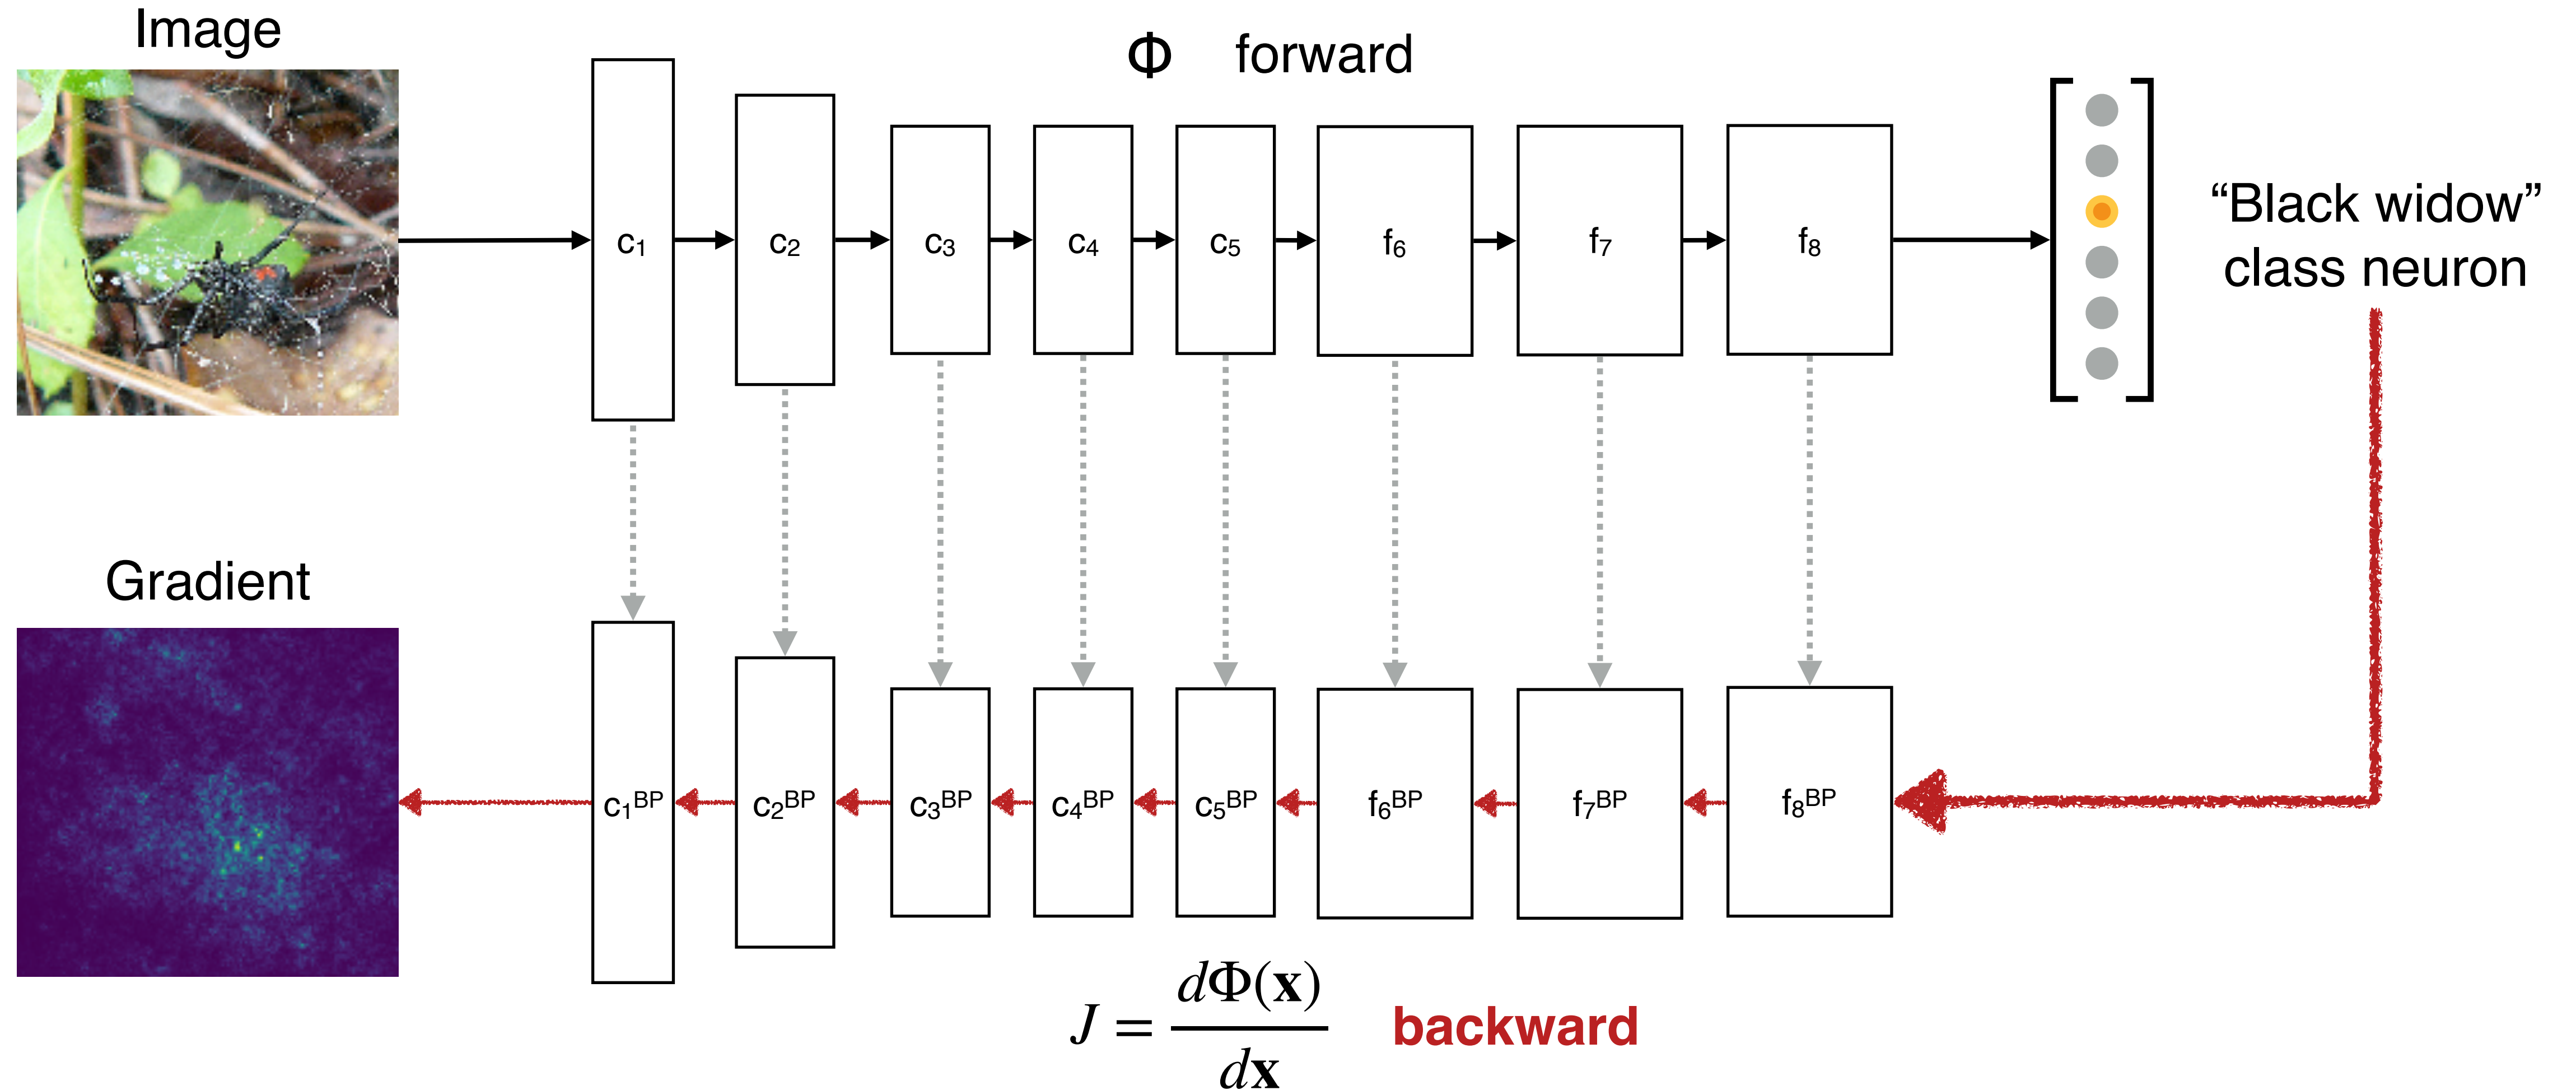 Image
Φ forward
c₁ c₂ c₃ c₄ c₅ f₆ f₇ f₈
“Black widow”
class neuron
Gradient
c₁ᴮᴾ c₂ᴮᴾ c₃ᴮᴾ c₄ᴮᴾ c₅ᴮᴾ f₆ᴮᴾ f₇ᴮᴾ f₈ᴮᴾ
J = dΦ(x) / dx backward